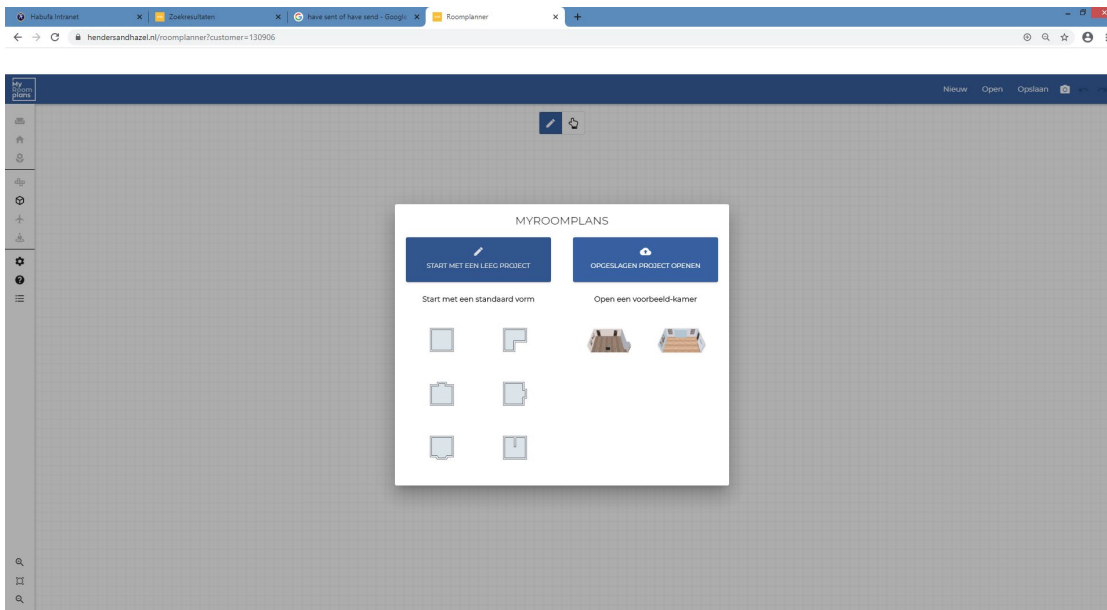 Habufa Intranet
Zoekresultaten
have sent of have send - Google
Roomplanner
hendersandhazel.nl/roomplanner?customer=130906
My
Room
plans
Nieuw Open Opslaan
MYROOMPLANS
START MET EEN LEEG PROJECT
OPGESLAGEN PROJECT OPENEN
Start met een standaard vorm
Open een voorbeeld-kamer